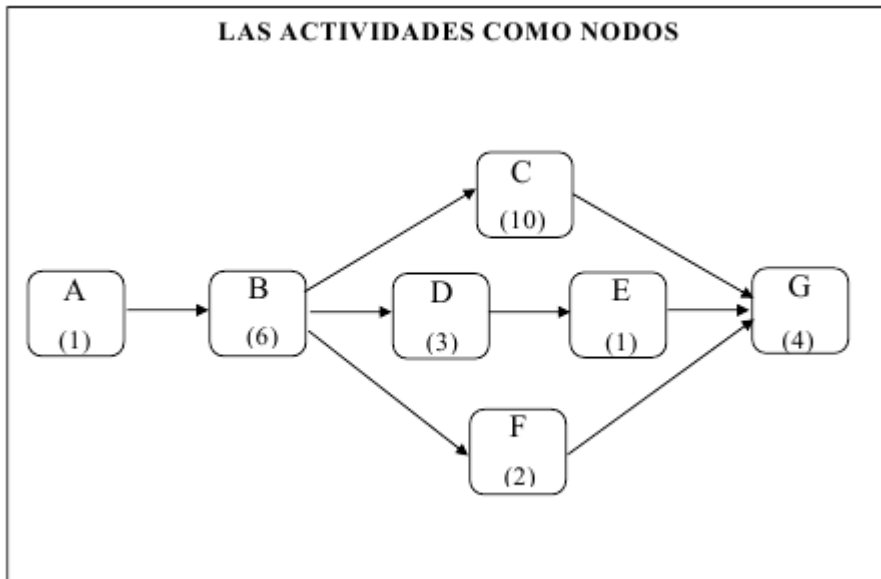 LAS ACTIVIDADES COMO NODOS
C
(10)
A
(1)
B
(6)
D
(3)
E
(1)
G
(4)
F
(2)